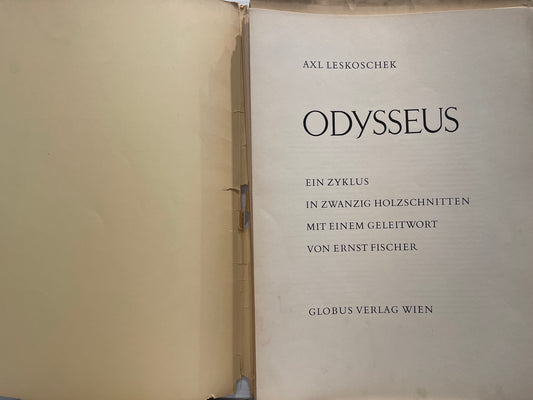 AXL LESKOSCHEK
ODYSSEUS
EIN ZYKLUS
IN ZWANZIG HOLZSCHNITTEN
MIT EINEM GELEITWORT
VON ERNST FISCHER
GLOBUS VERLAG WIEN